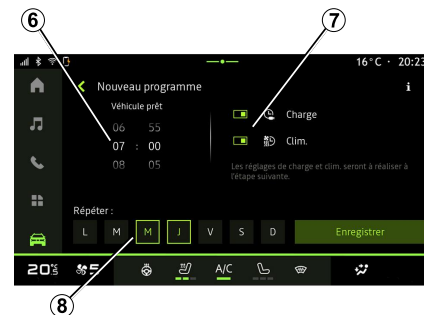 6 7
16°C · 20:23
Nouveau programme i
Véhicule prêt
06 55
07 : 00
08 05
Charge
Clim.
Les réglages de charge et clim. seront à réaliser à
l'étape suivante.
Répéter :
L M M J V S D Enregistrer
20 5 A/C
8